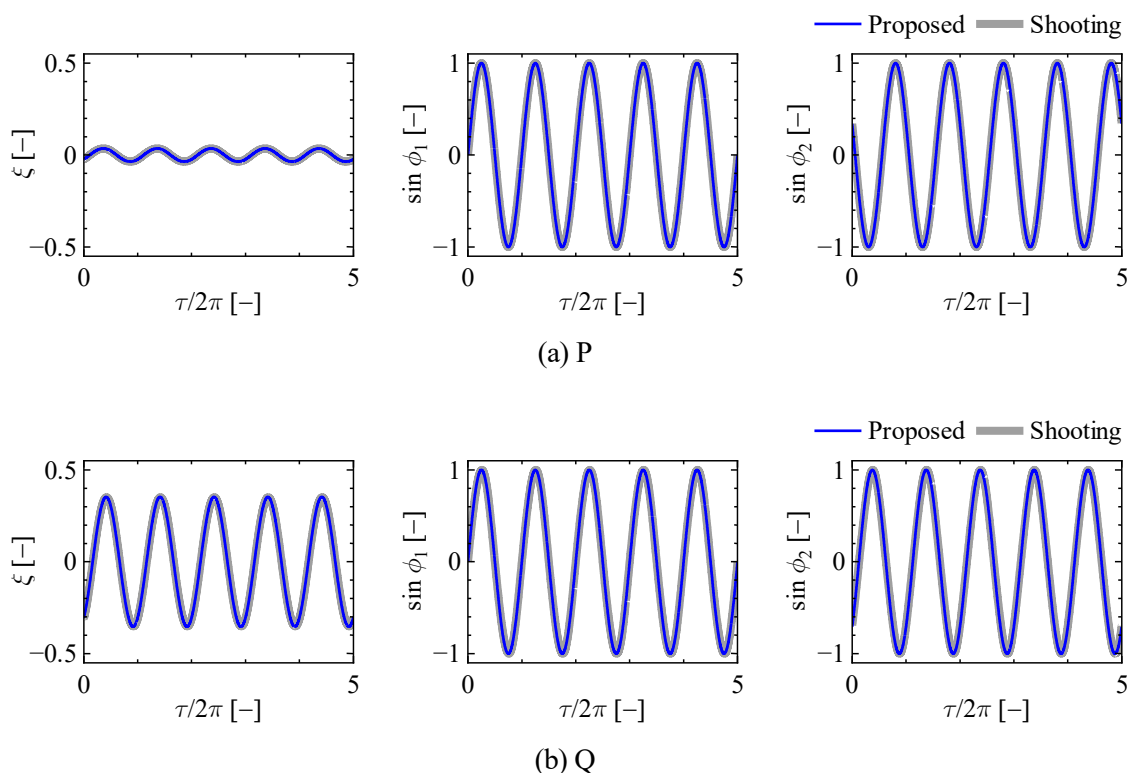 Proposed Shooting
0.5 0 −0.5 ξ [−] 0 5 τ/2π [−]
1 0 −1 sin ϕ₁ [−] 0 5 τ/2π [−]
1 0 −1 sin ϕ₂ [−] 0 5 τ/2π [−]
(a) P
Proposed Shooting
0.5 0 −0.5 ξ [−] 0 5 τ/2π [−]
1 0 −1 sin ϕ₁ [−] 0 5 τ/2π [−]
1 0 −1 sin ϕ₂ [−] 0 5 τ/2π [−]
(b) Q